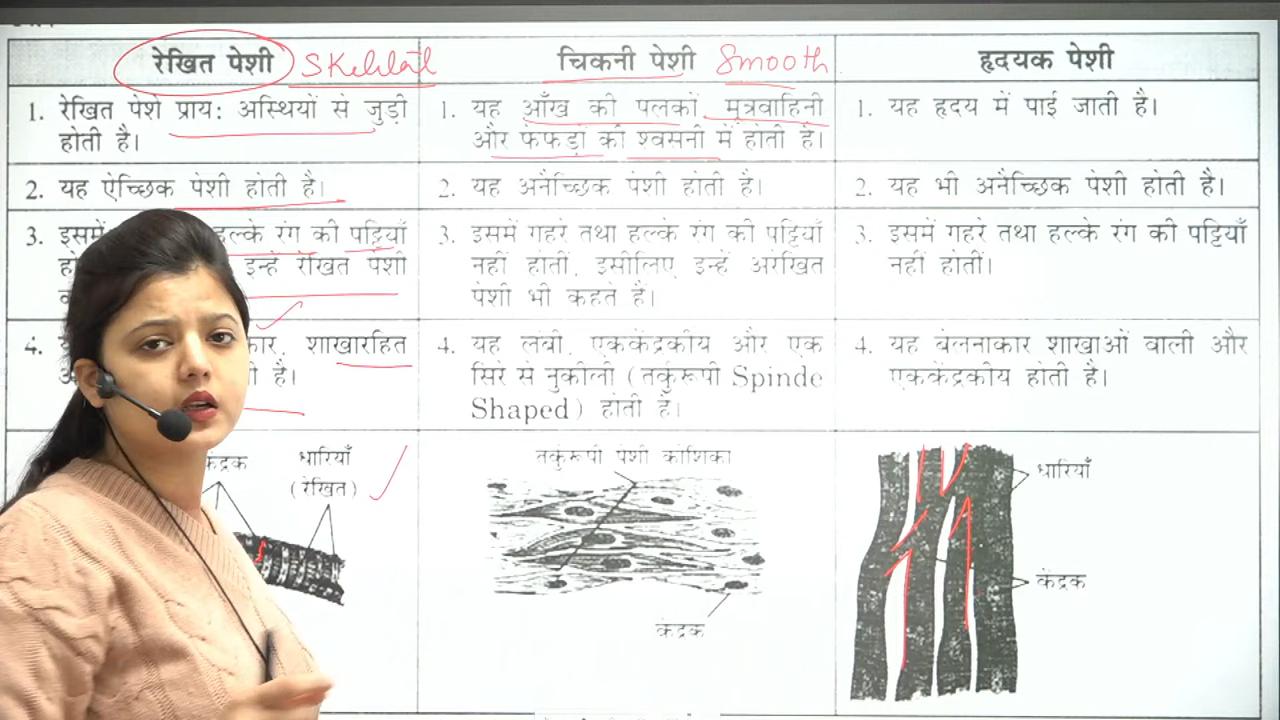 रेखित पेशी Skeletal
चिकनी पेशी Smooth
हृदयक पेशी
1. रेखित पेशी प्राय: अस्थियों से जुड़ी
होती है।
1. यह आँख की पलकों, मूत्रवाहिनी
और फेफड़ों की श्वसनी में होती है।
1. यह हृदय में पाई जाती है।
2. यह ऐच्छिक पेशी होती है।
2. यह अनैच्छिक पेशी होती है।
2. यह भी अनैच्छिक पेशी होती है।
3. इसमें हल्के रंग की पट्टियाँ
इन्हें रेखित पेशी
3. इसमें गहरे तथा हल्के रंग की पट्टियाँ
नहीं होतीं, इसीलिए इन्हें अरेखित
पेशी भी कहते हैं।
3. इसमें गहरे तथा हल्के रंग की पट्टियाँ
नहीं होतीं।
4. शाखारहित
है।
4. यह लंबी, एककेंद्रकीय और एक
सिरे से नुकीली (तर्कुरूपी Spinde
Shaped) होती है।
4. यह बेलनाकार शाखाओं वाली और
एककेंद्रकीय होती है।
केंद्रक
धारियाँ
(रेखित)
तर्कुरूपी पेशी कोशिका
केंद्रक
धारियाँ
केंद्रक